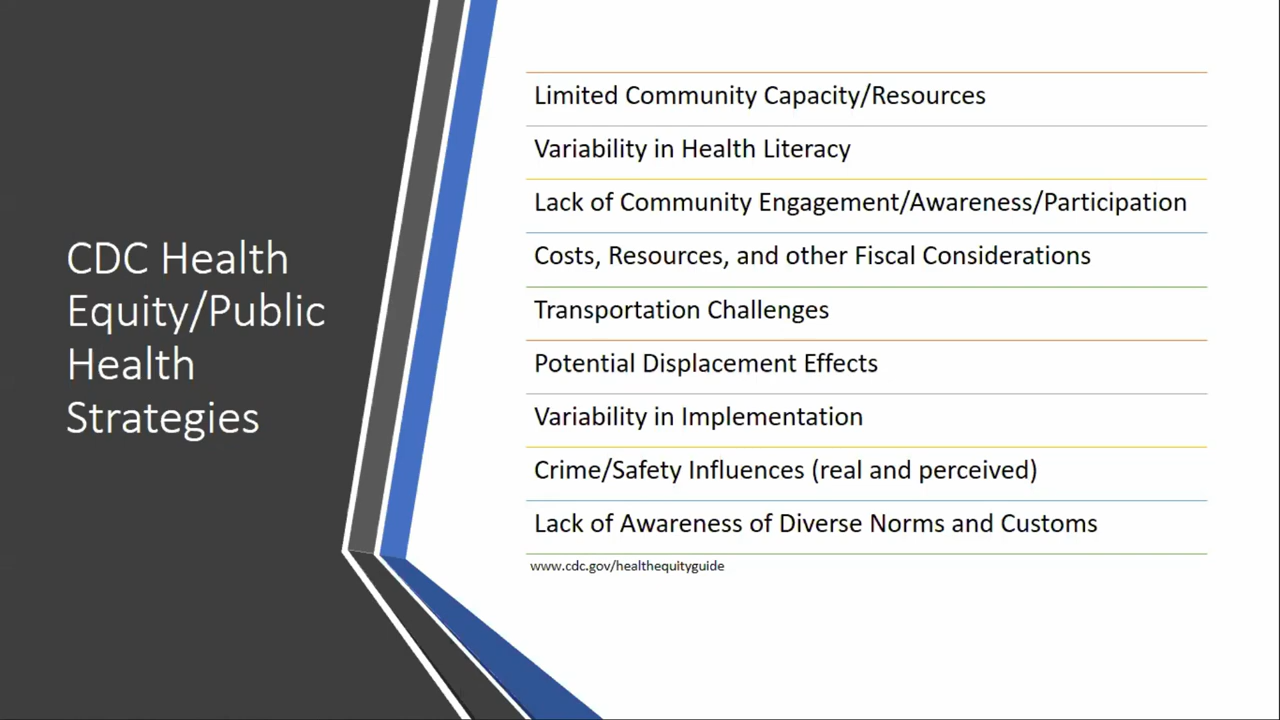 CDC Health
Equity/Public
Health
Strategies
Limited Community Capacity/Resources
Variability in Health Literacy
Lack of Community Engagement/Awareness/Participation
Costs, Resources, and other Fiscal Considerations
Transportation Challenges
Potential Displacement Effects
Variability in Implementation
Crime/Safety Influences (real and perceived)
Lack of Awareness of Diverse Norms and Customs
www.cdc.gov/healthequityguide